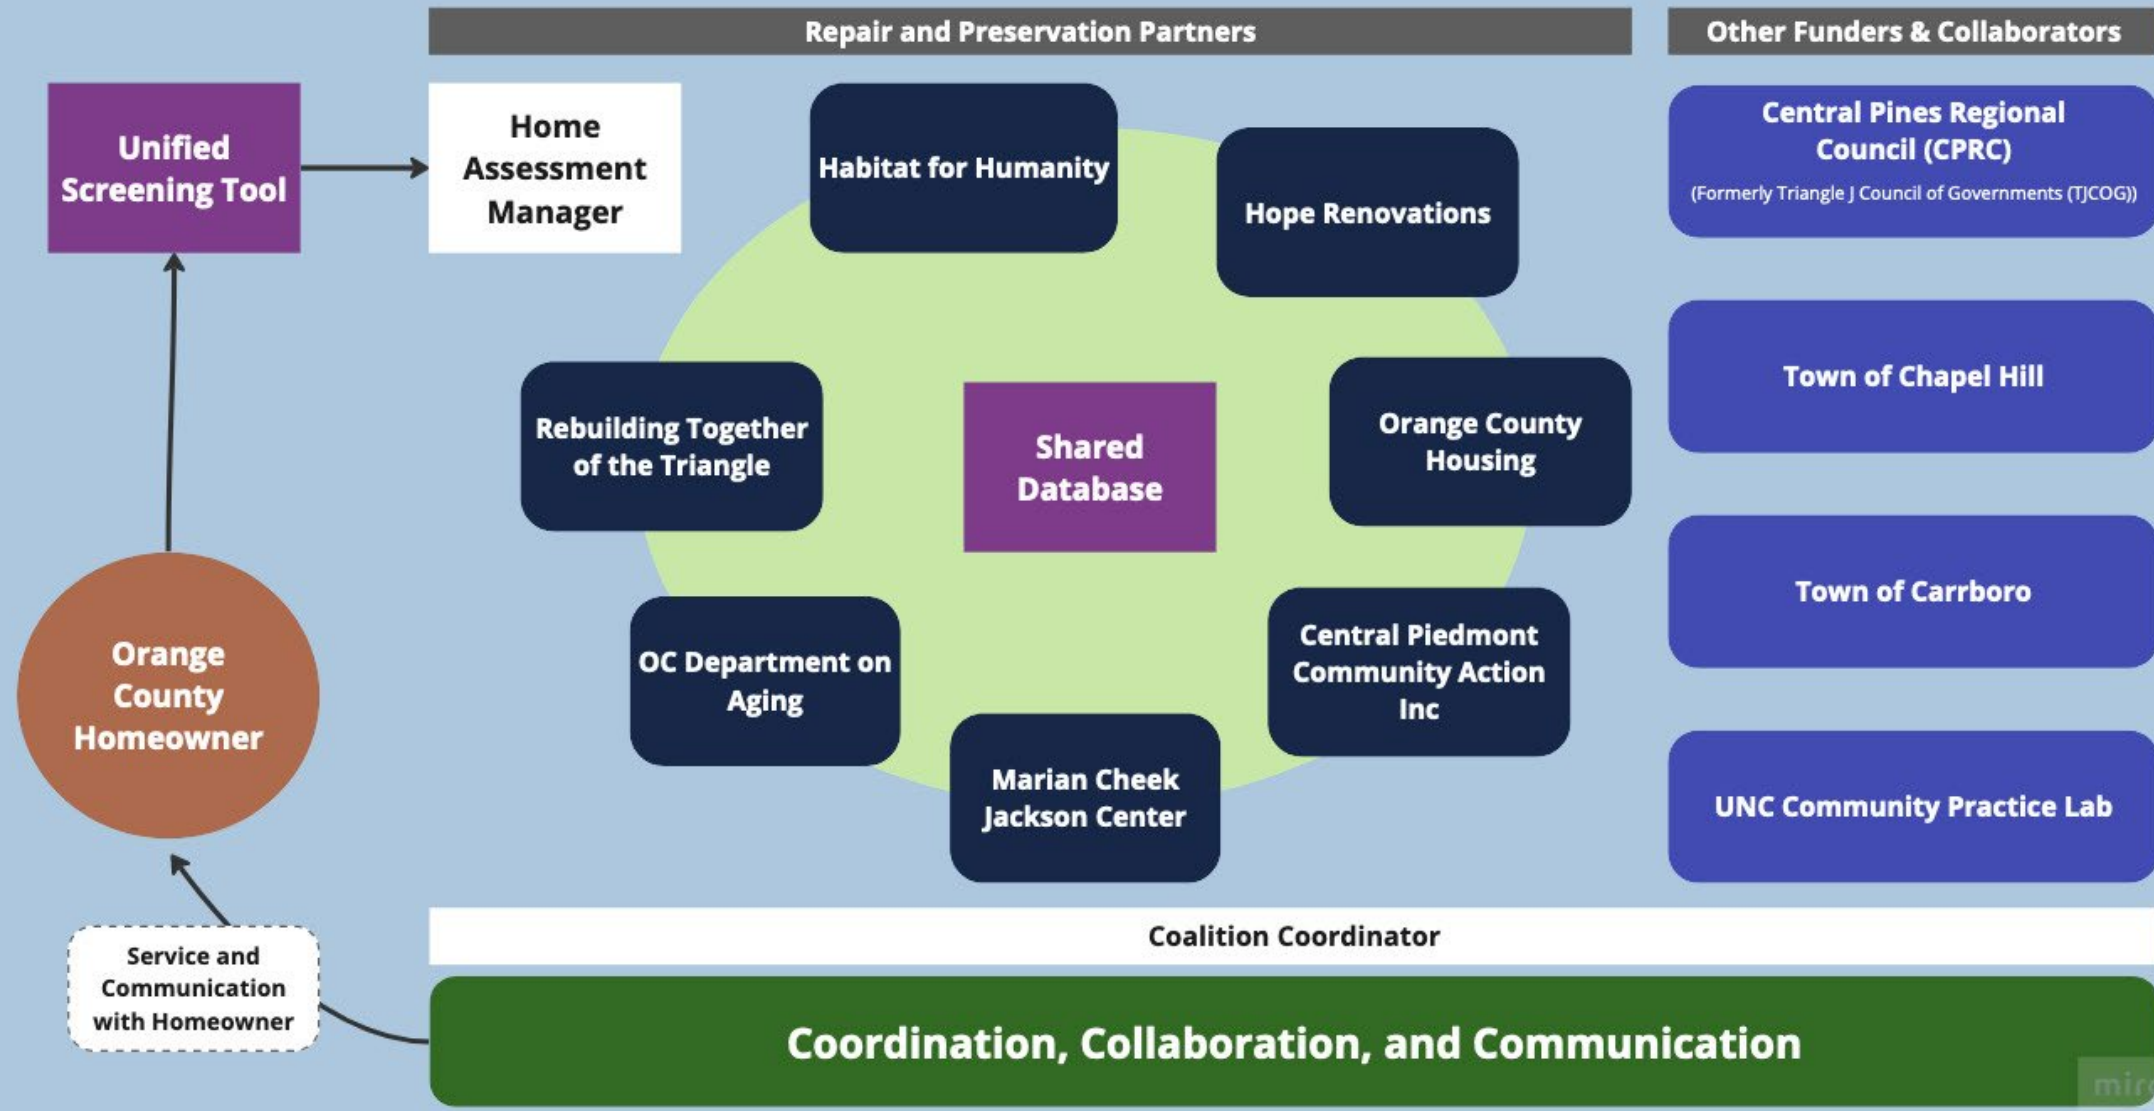 Repair and Preservation Partners
Other Funders & Collaborators
Unified
Screening Tool
Home
Assessment
Manager
Habitat for Humanity
Hope Renovations
Central Pines Regional
Council (CPRC)
(Formerly Triangle J Council of Governments (TJCOG))
Rebuilding Together
of the Triangle
Shared
Database
Orange County
Housing
Town of Chapel Hill
Orange
County
Homeowner
OC Department on
Aging
Central Piedmont
Community Action
Inc
Town of Carrboro
Marian Cheek
Jackson Center
UNC Community Practice Lab
Service and
Communication
with Homeowner
Coalition Coordinator
Coordination, Collaboration, and Communication